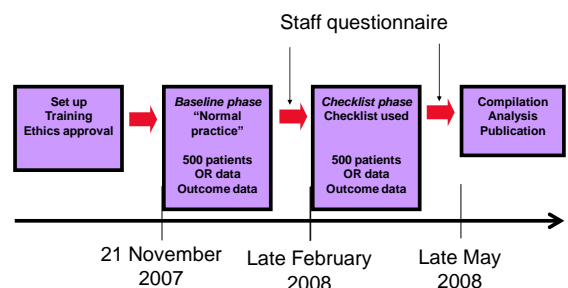 Staff questionnaire
Set up
Training
Ethics approval
Baseline phase
“Normal
practice”
500 patients
OR data
Outcome data
Checklist phase
Checklist used
500 patients
OR data
Outcome data
Compilation
Analysis
Publication
21 November
2007
Late February
2008
Late May
2008